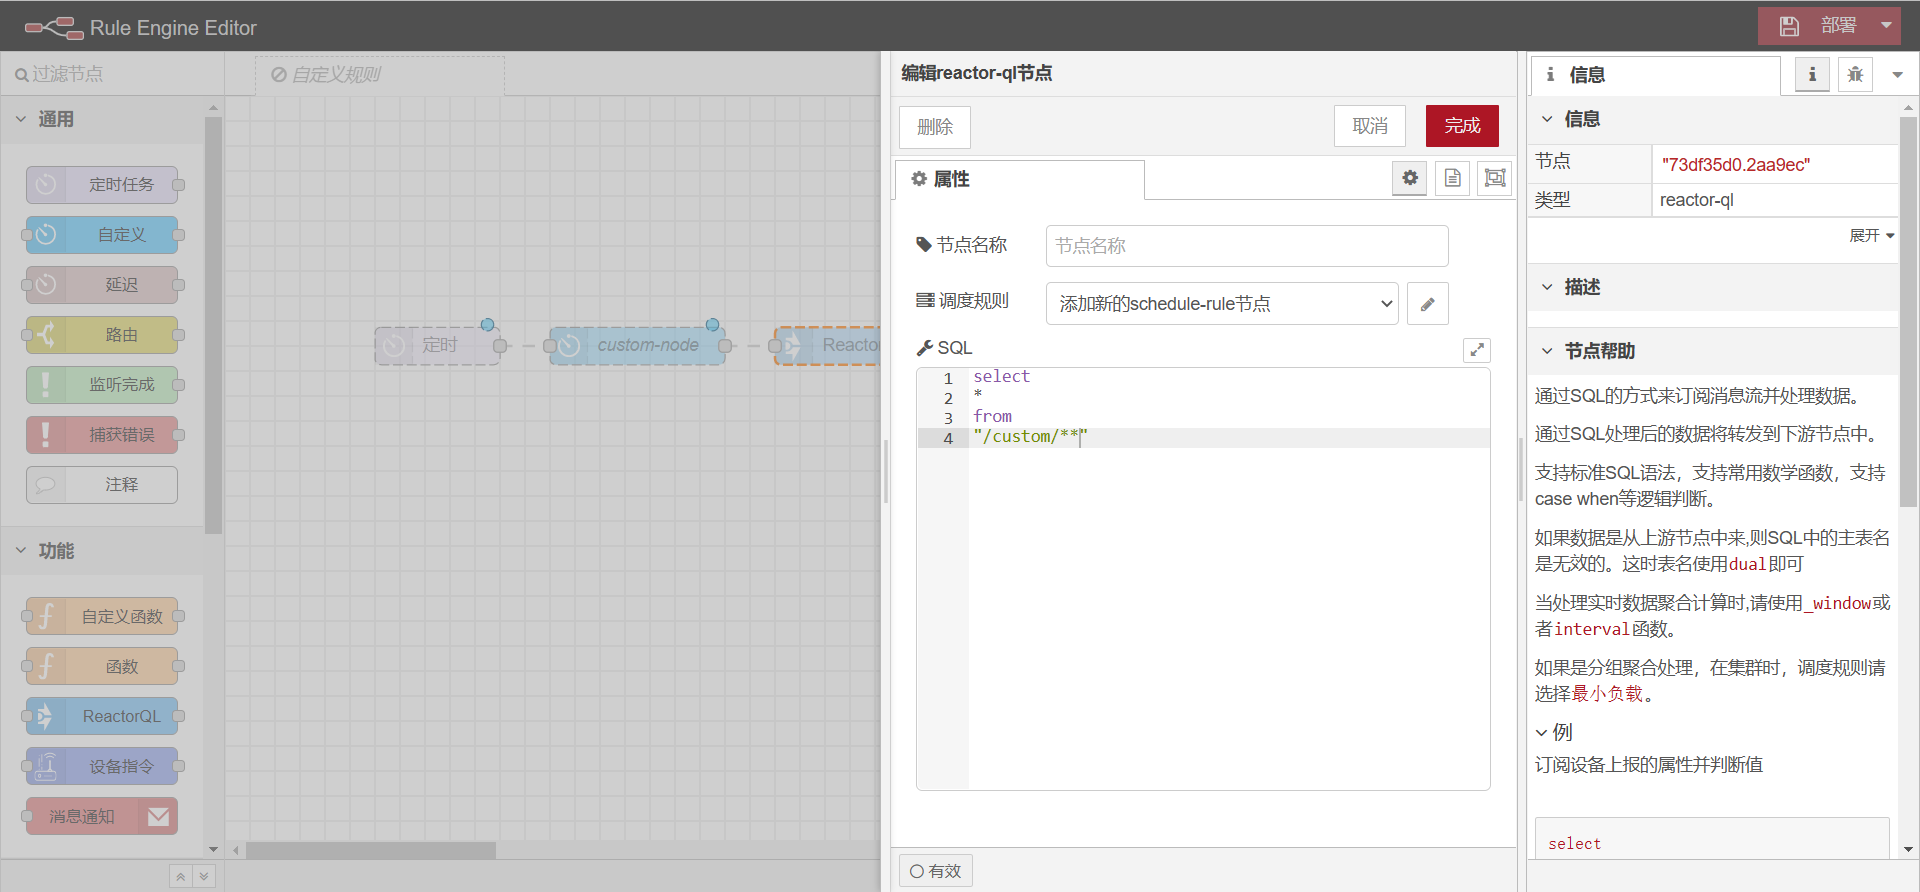 Rule Engine Editor
部署
过滤节点
通用
定时任务
自定义
延迟
路由
监听完成
捕获错误
注释
功能
自定义函数
函数
ReactorQL
设备指令
消息通知
自定义规则
定时
custom-node
Reactor
编辑reactor-ql节点
删除
取消
完成
属性
节点名称
节点名称
调度规则
添加新的schedule-rule节点
SQL
1 select
2 *
3 from
4 "/custom/**"
有效
信息
信息
节点 "73df35d0.2aa9ec"
类型 reactor-ql
展开
描述
节点帮助
通过SQL的方式来订阅消息流并处理数据。
通过SQL处理后的数据将转发到下游节点中。
支持标准SQL语法，支持常用数学函数，支持
case when等逻辑判断。
如果数据是从上游节点中来,则SQL中的主表名
是无效的。这时表名使用dual即可
当处理实时数据聚合计算时,请使用_window或
者interval函数。
如果是分组聚合处理，在集群时，调度规则请
选择最小负载。
例
订阅设备上报的属性并判断值
select